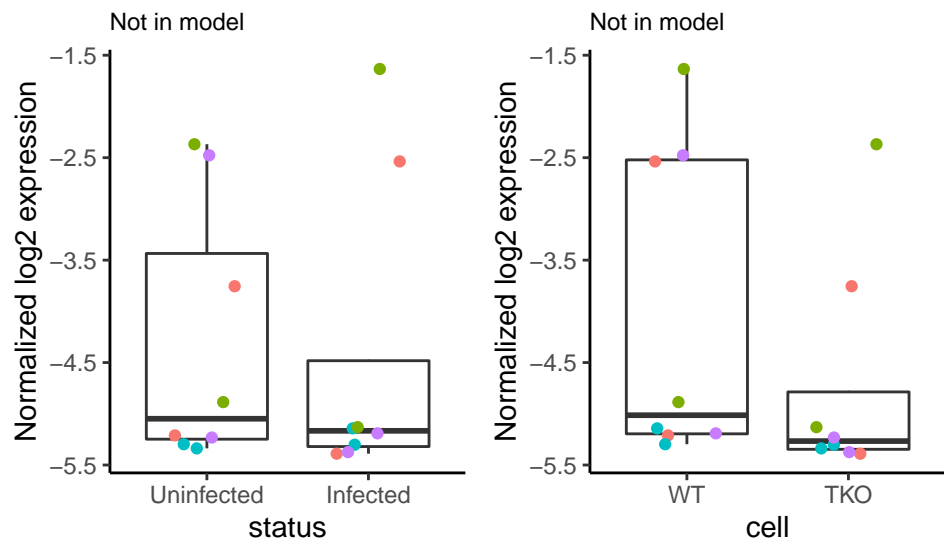 Not in model
Normalized log2 expression
−1.5
−2.5
−3.5
−4.5
−5.5
Uninfected Infected
status
Not in model
Normalized log2 expression
−1.5
−2.5
−3.5
−4.5
−5.5
WT TKO
cell